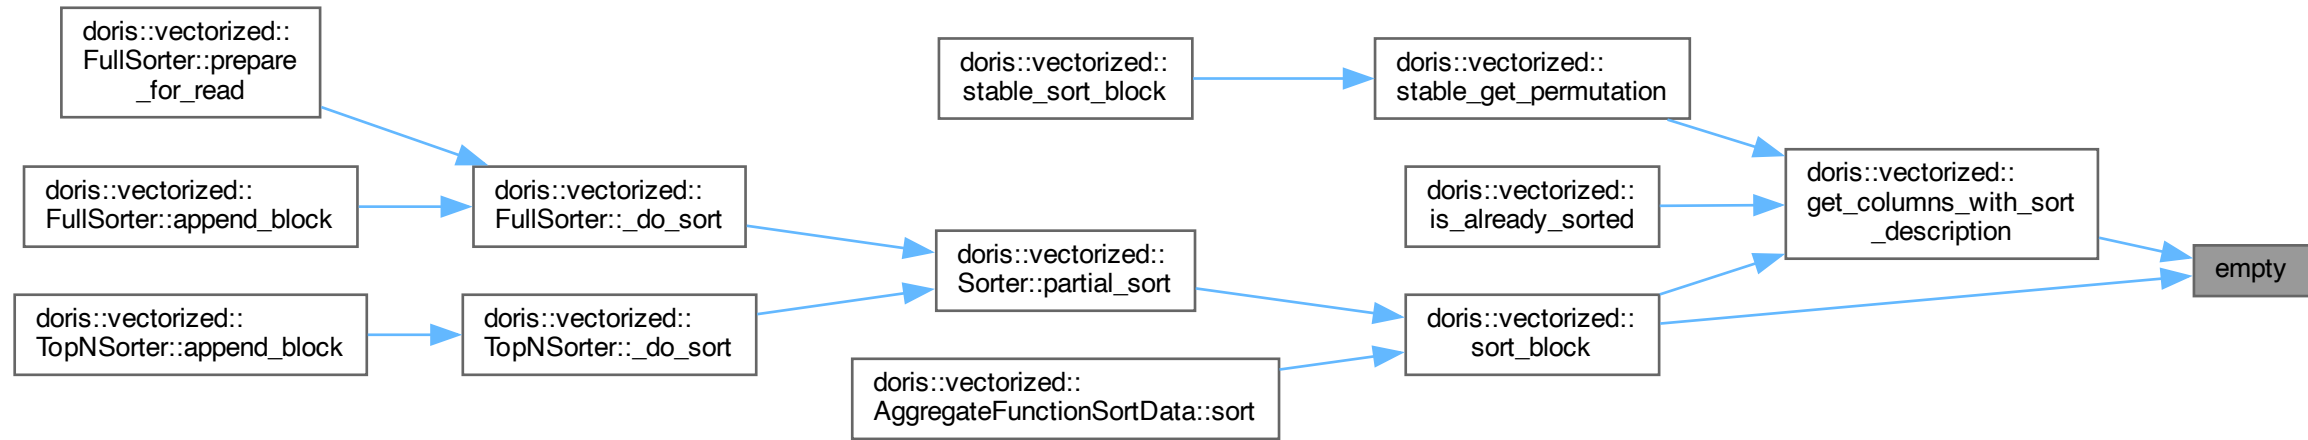 doris::vectorized::
FullSorter::prepare
_for_read
doris::vectorized::
FullSorter::append_block
doris::vectorized::
TopNSorter::append_block
doris::vectorized::
FullSorter::_do_sort
doris::vectorized::
TopNSorter::_do_sort
doris::vectorized::
stable_sort_block
doris::vectorized::
Sorter::partial_sort
doris::vectorized::
AggregateFunctionSortData::sort
doris::vectorized::
stable_get_permutation
doris::vectorized::
is_already_sorted
doris::vectorized::
sort_block
doris::vectorized::
get_columns_with_sort
_description
empty